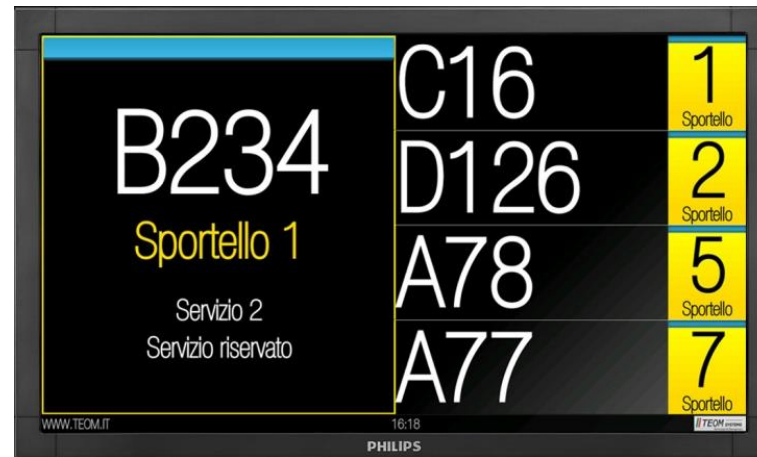 B234
Sportello 1
Servizio 2
Servizio riservato
C16
1
Sportello
D126
2
Sportello
A78
5
Sportello
A77
7
Sportello
WWW.TEOM.IT
16:18
TEOM
PHILIPS